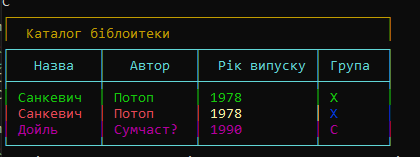 С
Каталог бібліотеки
Назва Автор Рік випуску Група
Санкевич Потоп 1978 Х
Санкевич Потоп 1978 Х
Дойль Сумчаст? 1990 С